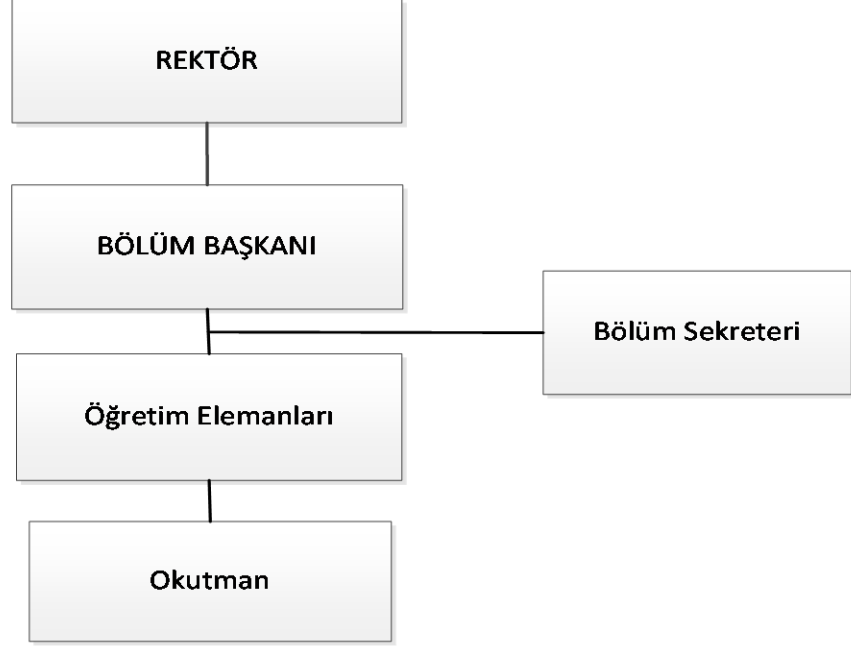 REKTÖR
BÖLÜM BAŞKANI
Bölüm Sekreteri
Öğretim Elemanları
Okutman